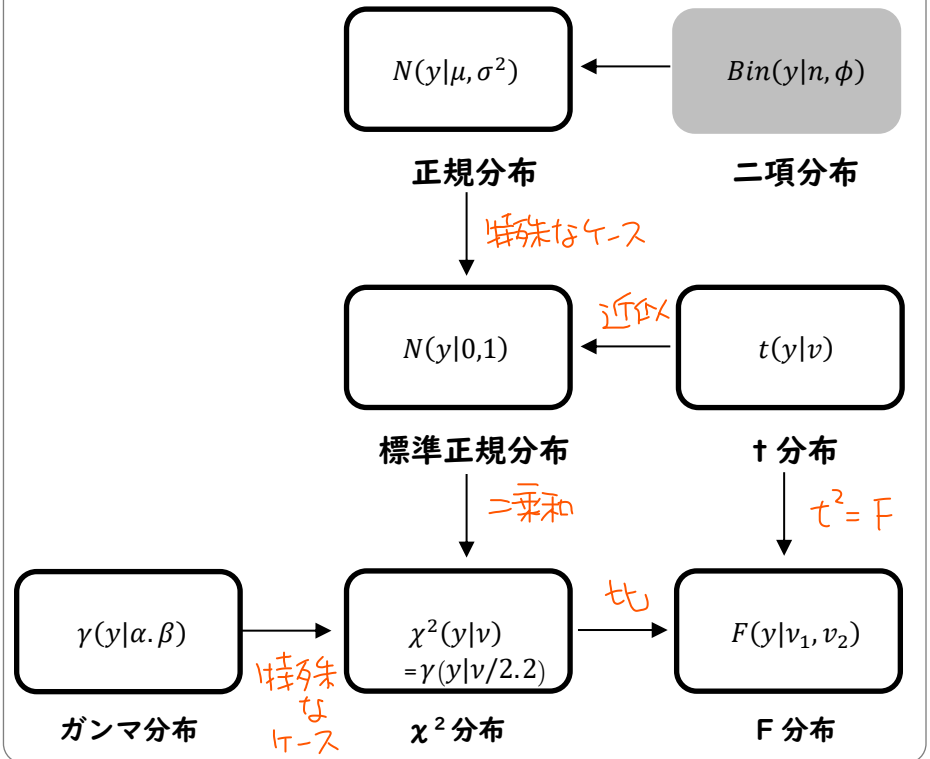 N(y|μ, σ²)
Bin(y|n, ϕ)
正規分布
二項分布
特殊なケース
近似
N(y|0,1)
t(y|ν)
標準正規分布
t 分布
二乗和
t² = F
比
γ(y|α. β)
χ²(y|ν)
=γ(y|ν/2.2)
F(y|ν₁, ν₂)
特殊
な
ケース
ガンマ分布
χ² 分布
F 分布